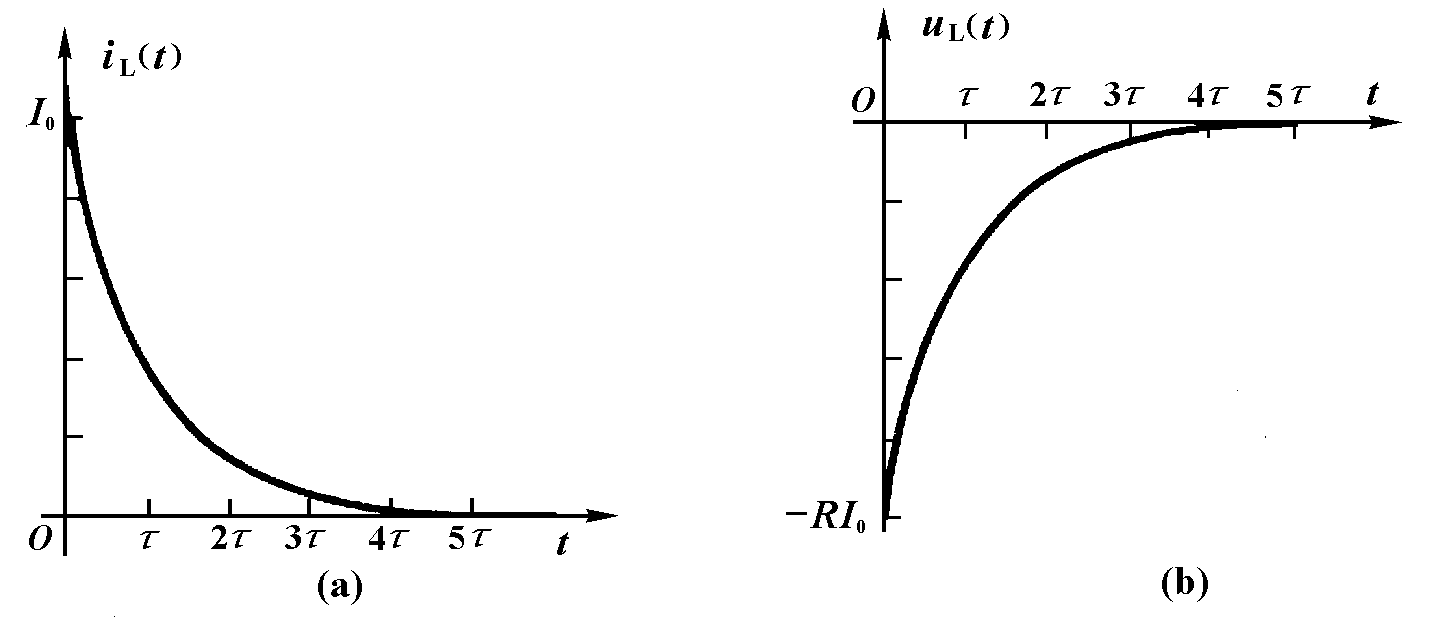 i_L(t)
I₀
O τ 2τ 3τ 4τ 5τ t
(a)
u_L(t)
O τ 2τ 3τ 4τ 5τ t
−RI₀
(b)